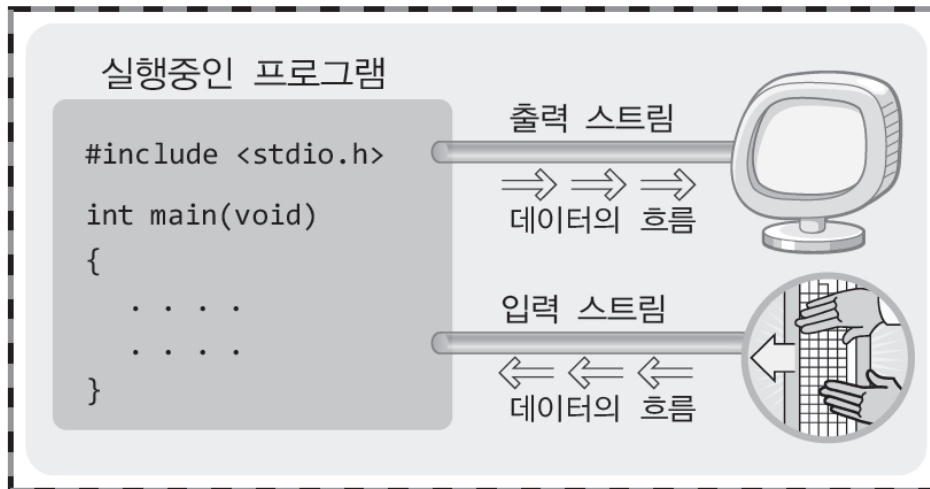 실행중인 프로그램
#include <stdio.h>
int main(void)
{
. . . .
. . . .
}
출력 스트림
데이터의 흐름
입력 스트림
데이터의 흐름